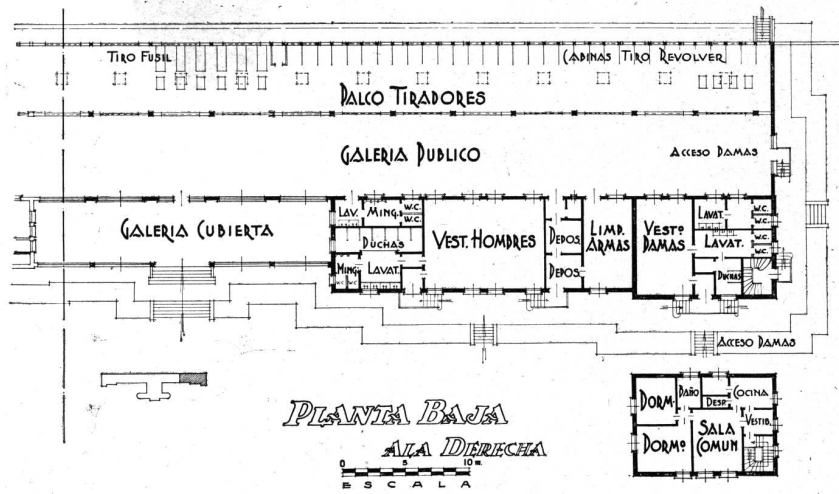 TIRO FUSIL
CABINAS TIRO REVOLVER
PALCO TIRADORES
GALERIA PUBLICO
ACCESO DAMAS
GALERIA CUBIERTA
LAV.
MING.
W.C.
W.C.
DUCHAS
MING.
W.C.
W.C.
LAVAT.
VEST. HOMBRES
DEPOS.
DEPOS.
LIMP.
ARMAS
VESTº
DAMAS
LAVAT.
W.C.
W.C.
LAVAT.
W.C.
W.C.
DUCHAS
ACCESO DAMAS
PLANTA BAJA
ALA DERECHA
0 5 10 m.
ESCALA
DORM.
BAÑO
DESP.
COCINA
DORMº
SALA
COMUN
VESTIB.